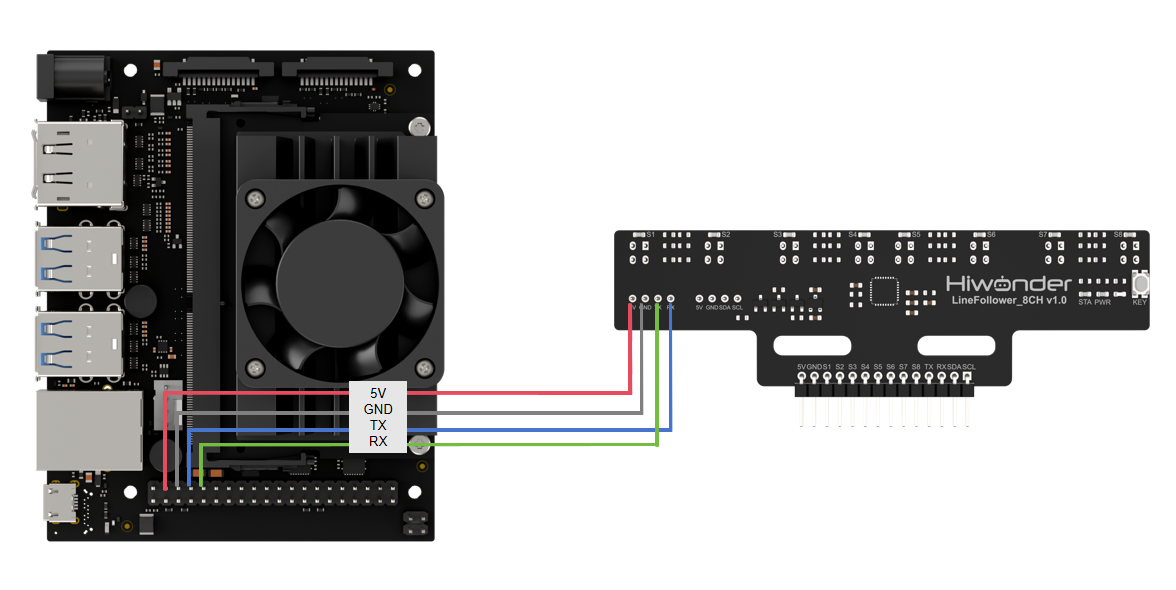 S1 S2 S3 S4 S5 S6 S7 S8
Hiwonder
LineFollower_8CH v1.0
STA PWR KEY
5V GND SDA SCL
5V GND S1 S2 S3 S4 S5 S6 S7 S8 TX RX SDA SCL
5V
GND
TX
RX